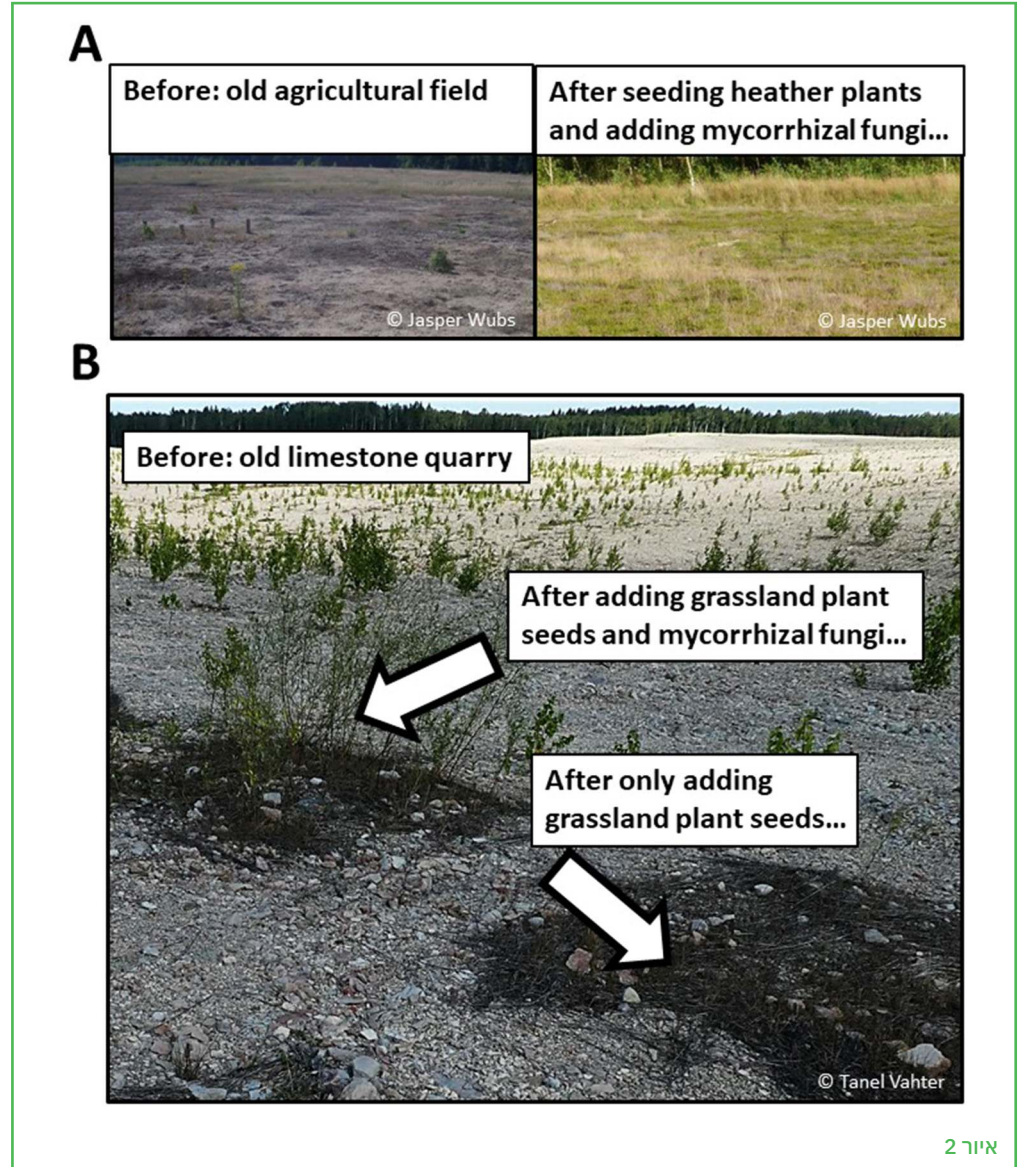 A
Before: old agricultural field
After seeding heather plants
and adding mycorrhizal fungi...
© Jasper Wubs
© Jasper Wubs
B
Before: old limestone quarry
After adding grassland plant
seeds and mycorrhizal fungi...
After only adding
grassland plant seeds...
© Tanel Vahter
איור 2